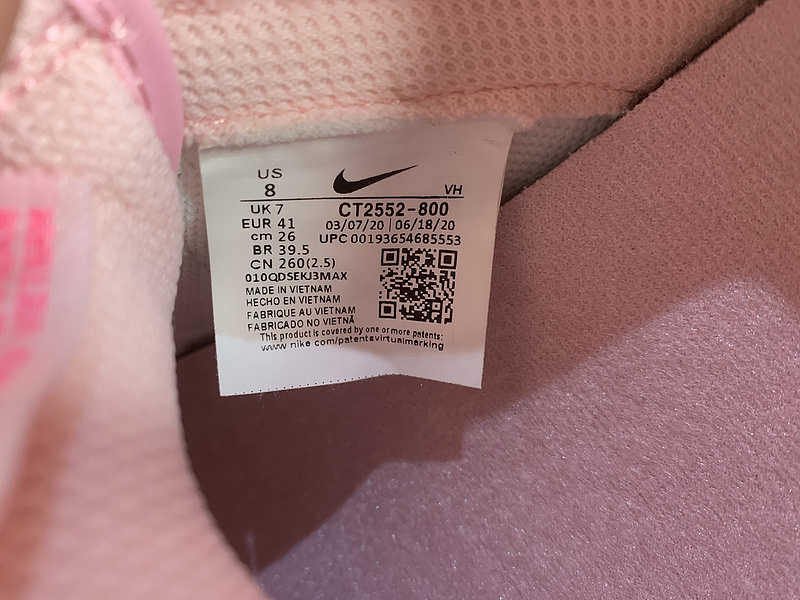 US
8
VH
UK 7
CT2552-800
EUR 41
03/07/20 | 06/18/20
cm 26
UPC 00193654685553
BR 39.5
CN 260(2.5)
010QDSEKJ3MAX
MADE IN VIETNAM
HECHO EN VIETNAM
FABRIQUE AU VIETNAM
FABRICADO NO VIETNÃ
This product is covered by one or more patents:
www.nike.com/patentsvirtualmarking